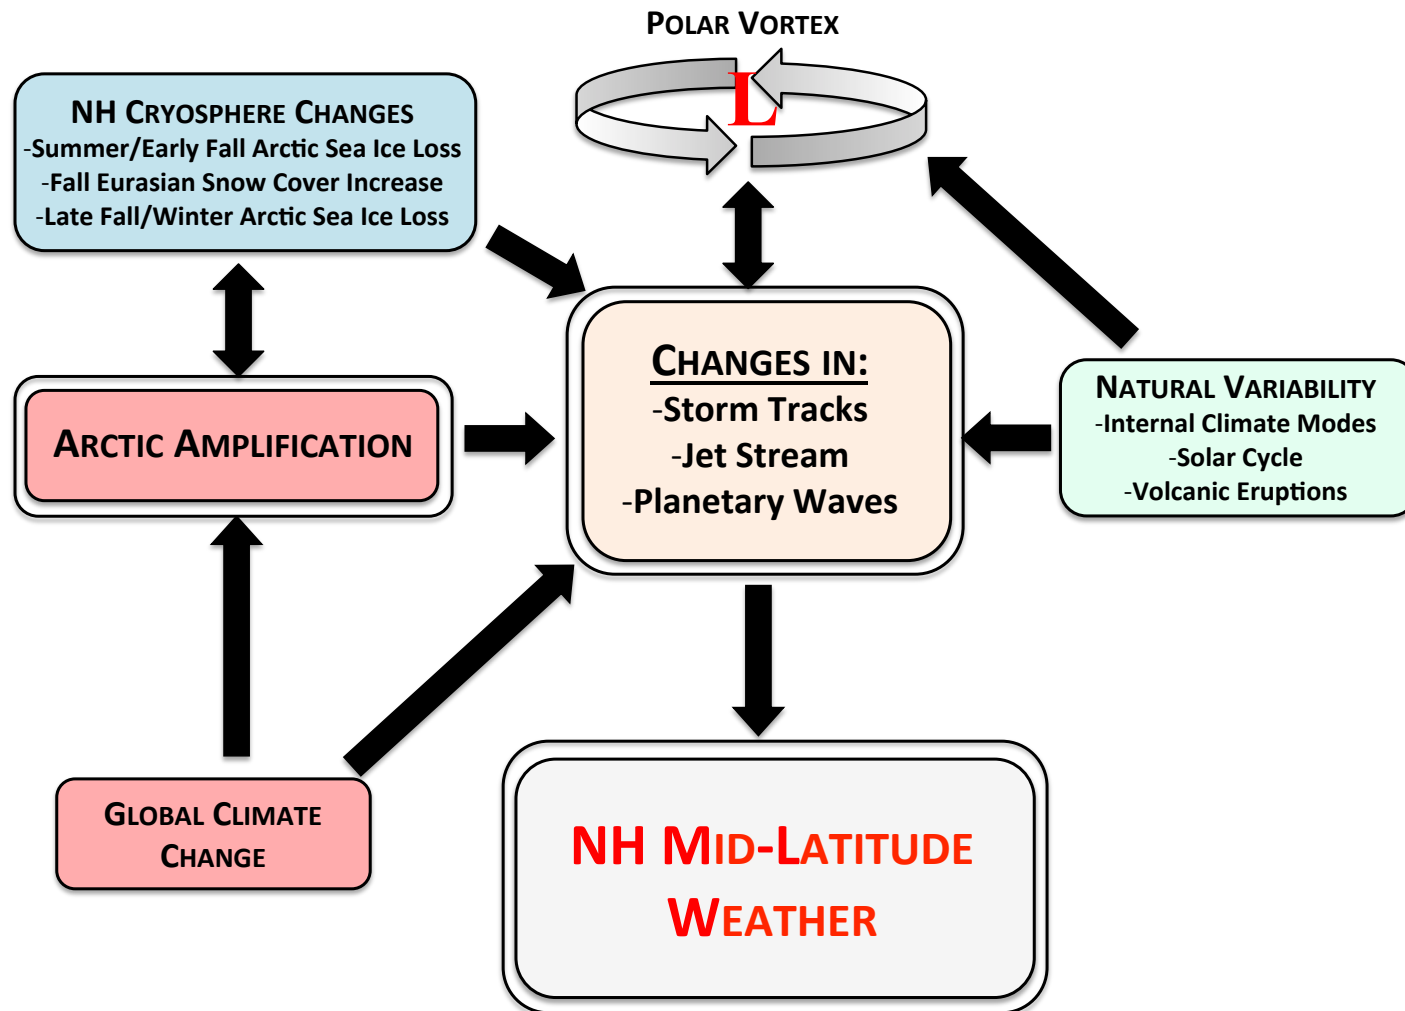 POLAR VORTEX
L
NH CRYOSPHERE CHANGES
-Summer/Early Fall Arctic Sea Ice Loss
-Fall Eurasian Snow Cover Increase
-Late Fall/Winter Arctic Sea Ice Loss
CHANGES IN:
-Storm Tracks
-Jet Stream
-Planetary Waves
NATURAL VARIABILITY
-Internal Climate Modes
-Solar Cycle
-Volcanic Eruptions
ARCTIC AMPLIFICATION
GLOBAL CLIMATE
CHANGE
NH MID-LATITUDE
WEATHER